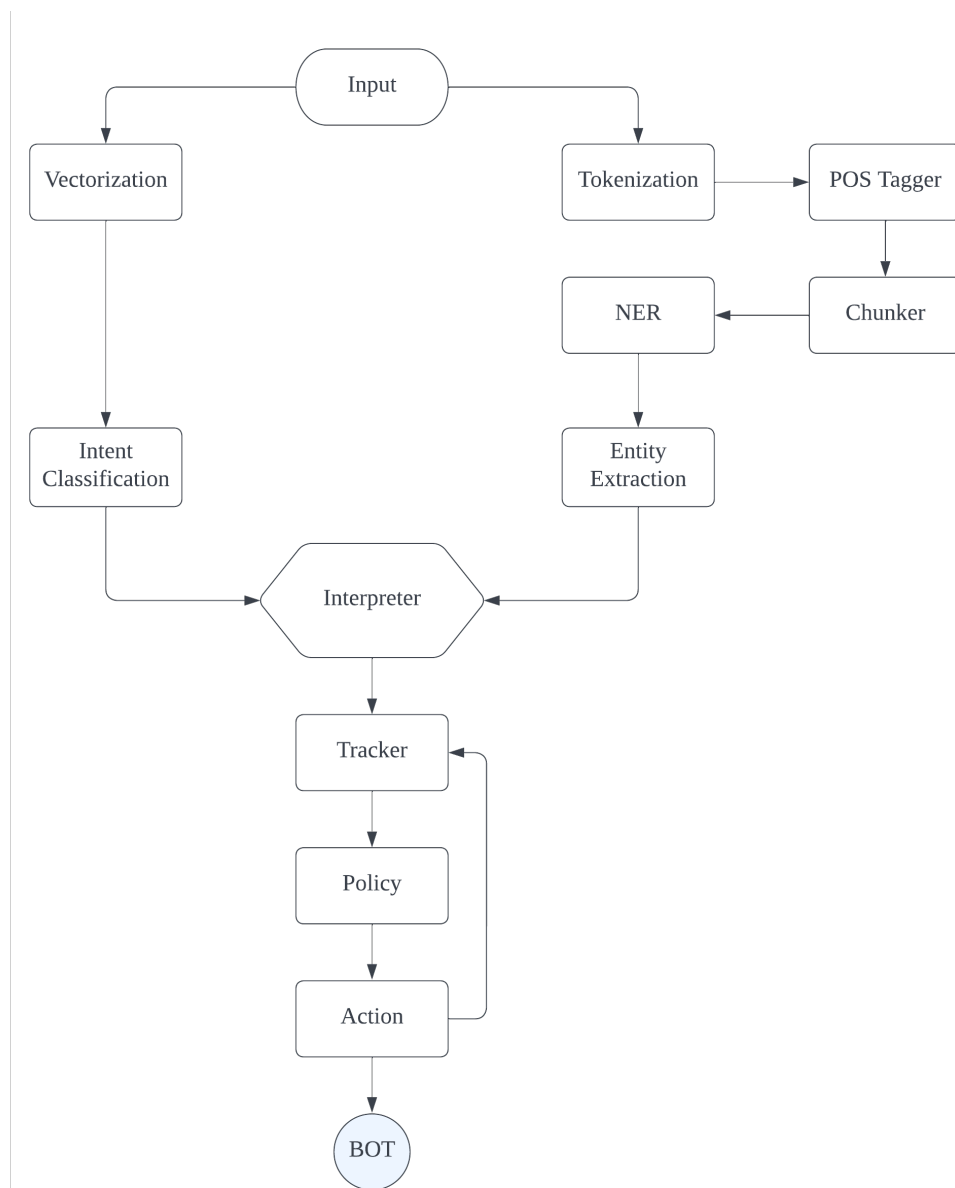 Input
Vectorization
Tokenization
POS Tagger
NER
Chunker
Intent
Classification
Entity
Extraction
Interpreter
Tracker
Policy
Action
BOT